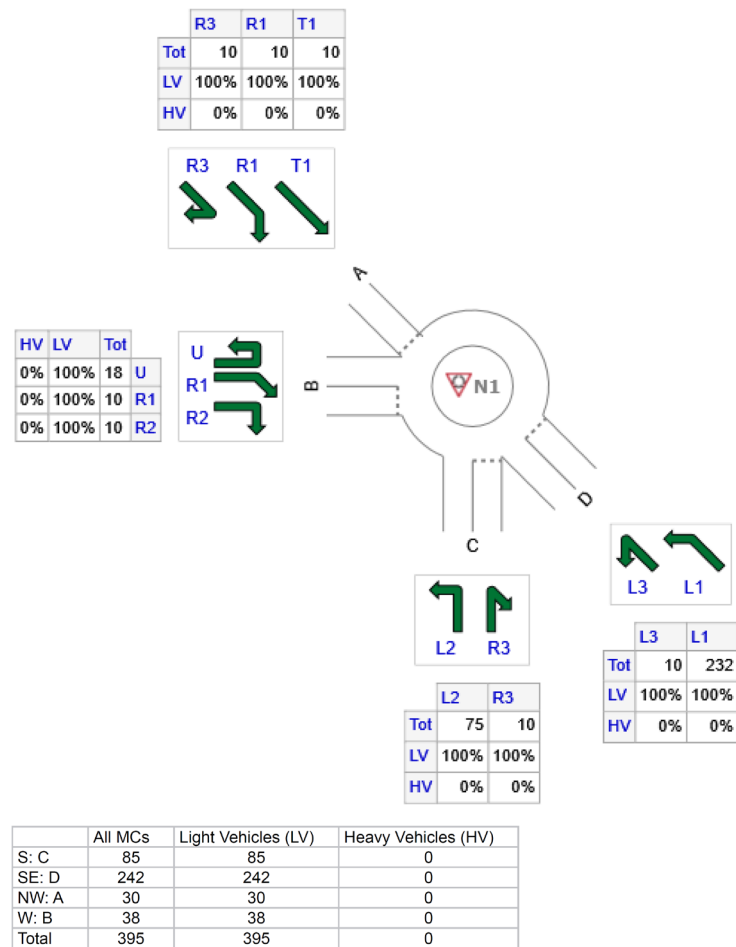 R3 R1 T1
Tot 10 10 10
LV 100% 100% 100%
HV 0% 0% 0%
R3 R1 T1
A
HV LV Tot
0% 100% 18 U
0% 100% 10 R1
0% 100% 10 R2
U
R1
R2
B
N1
D
C
L3 L1
L2 R3
L3 L1
Tot 10 232
LV 100% 100%
HV 0% 0%
L2 R3
Tot 75 10
LV 100% 100%
HV 0% 0%
All MCs Light Vehicles (LV) Heavy Vehicles (HV)
S: C 85 85 0
SE: D 242 242 0
NW: A 30 30 0
W: B 38 38 0
Total 395 395 0